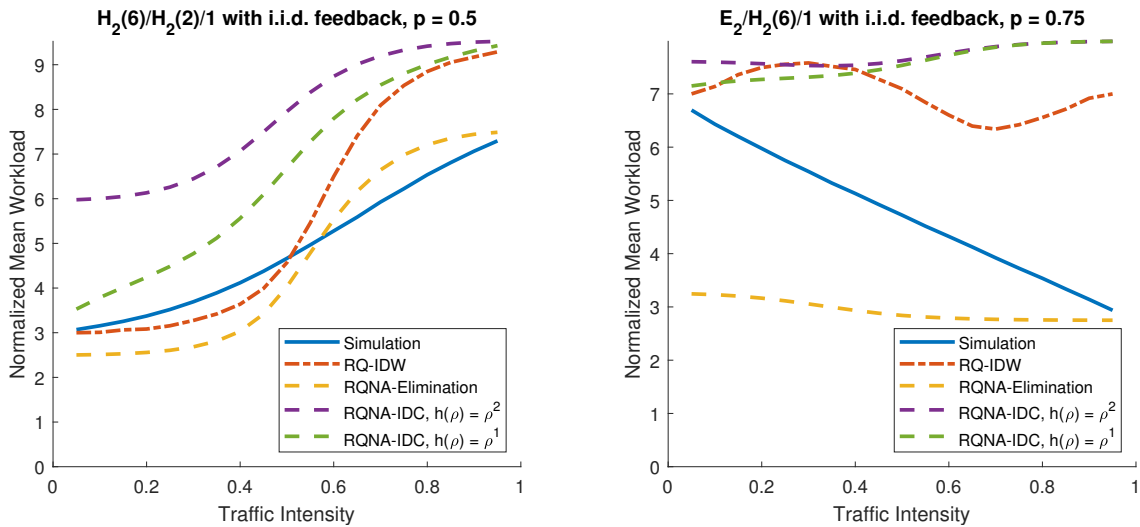 H₂(6)/H₂(2)/1 with i.i.d. feedback, p = 0.5
Normalized Mean Workload
9
8
7
6
5
4
3
2
1
0
0
0.2
0.4
0.6
0.8
1
Traffic Intensity
Simulation
RQ-IDW
RQNA-Elimination
RQNA-IDC, h(ρ) = ρ²
RQNA-IDC, h(ρ) = ρ¹
E₂/H₂(6)/1 with i.i.d. feedback, p = 0.75
Normalized Mean Workload
7
6
5
4
3
2
1
0
0
0.2
0.4
0.6
0.8
1
Traffic Intensity
Simulation
RQ-IDW
RQNA-Elimination
RQNA-IDC, h(ρ) = ρ²
RQNA-IDC, h(ρ) = ρ¹